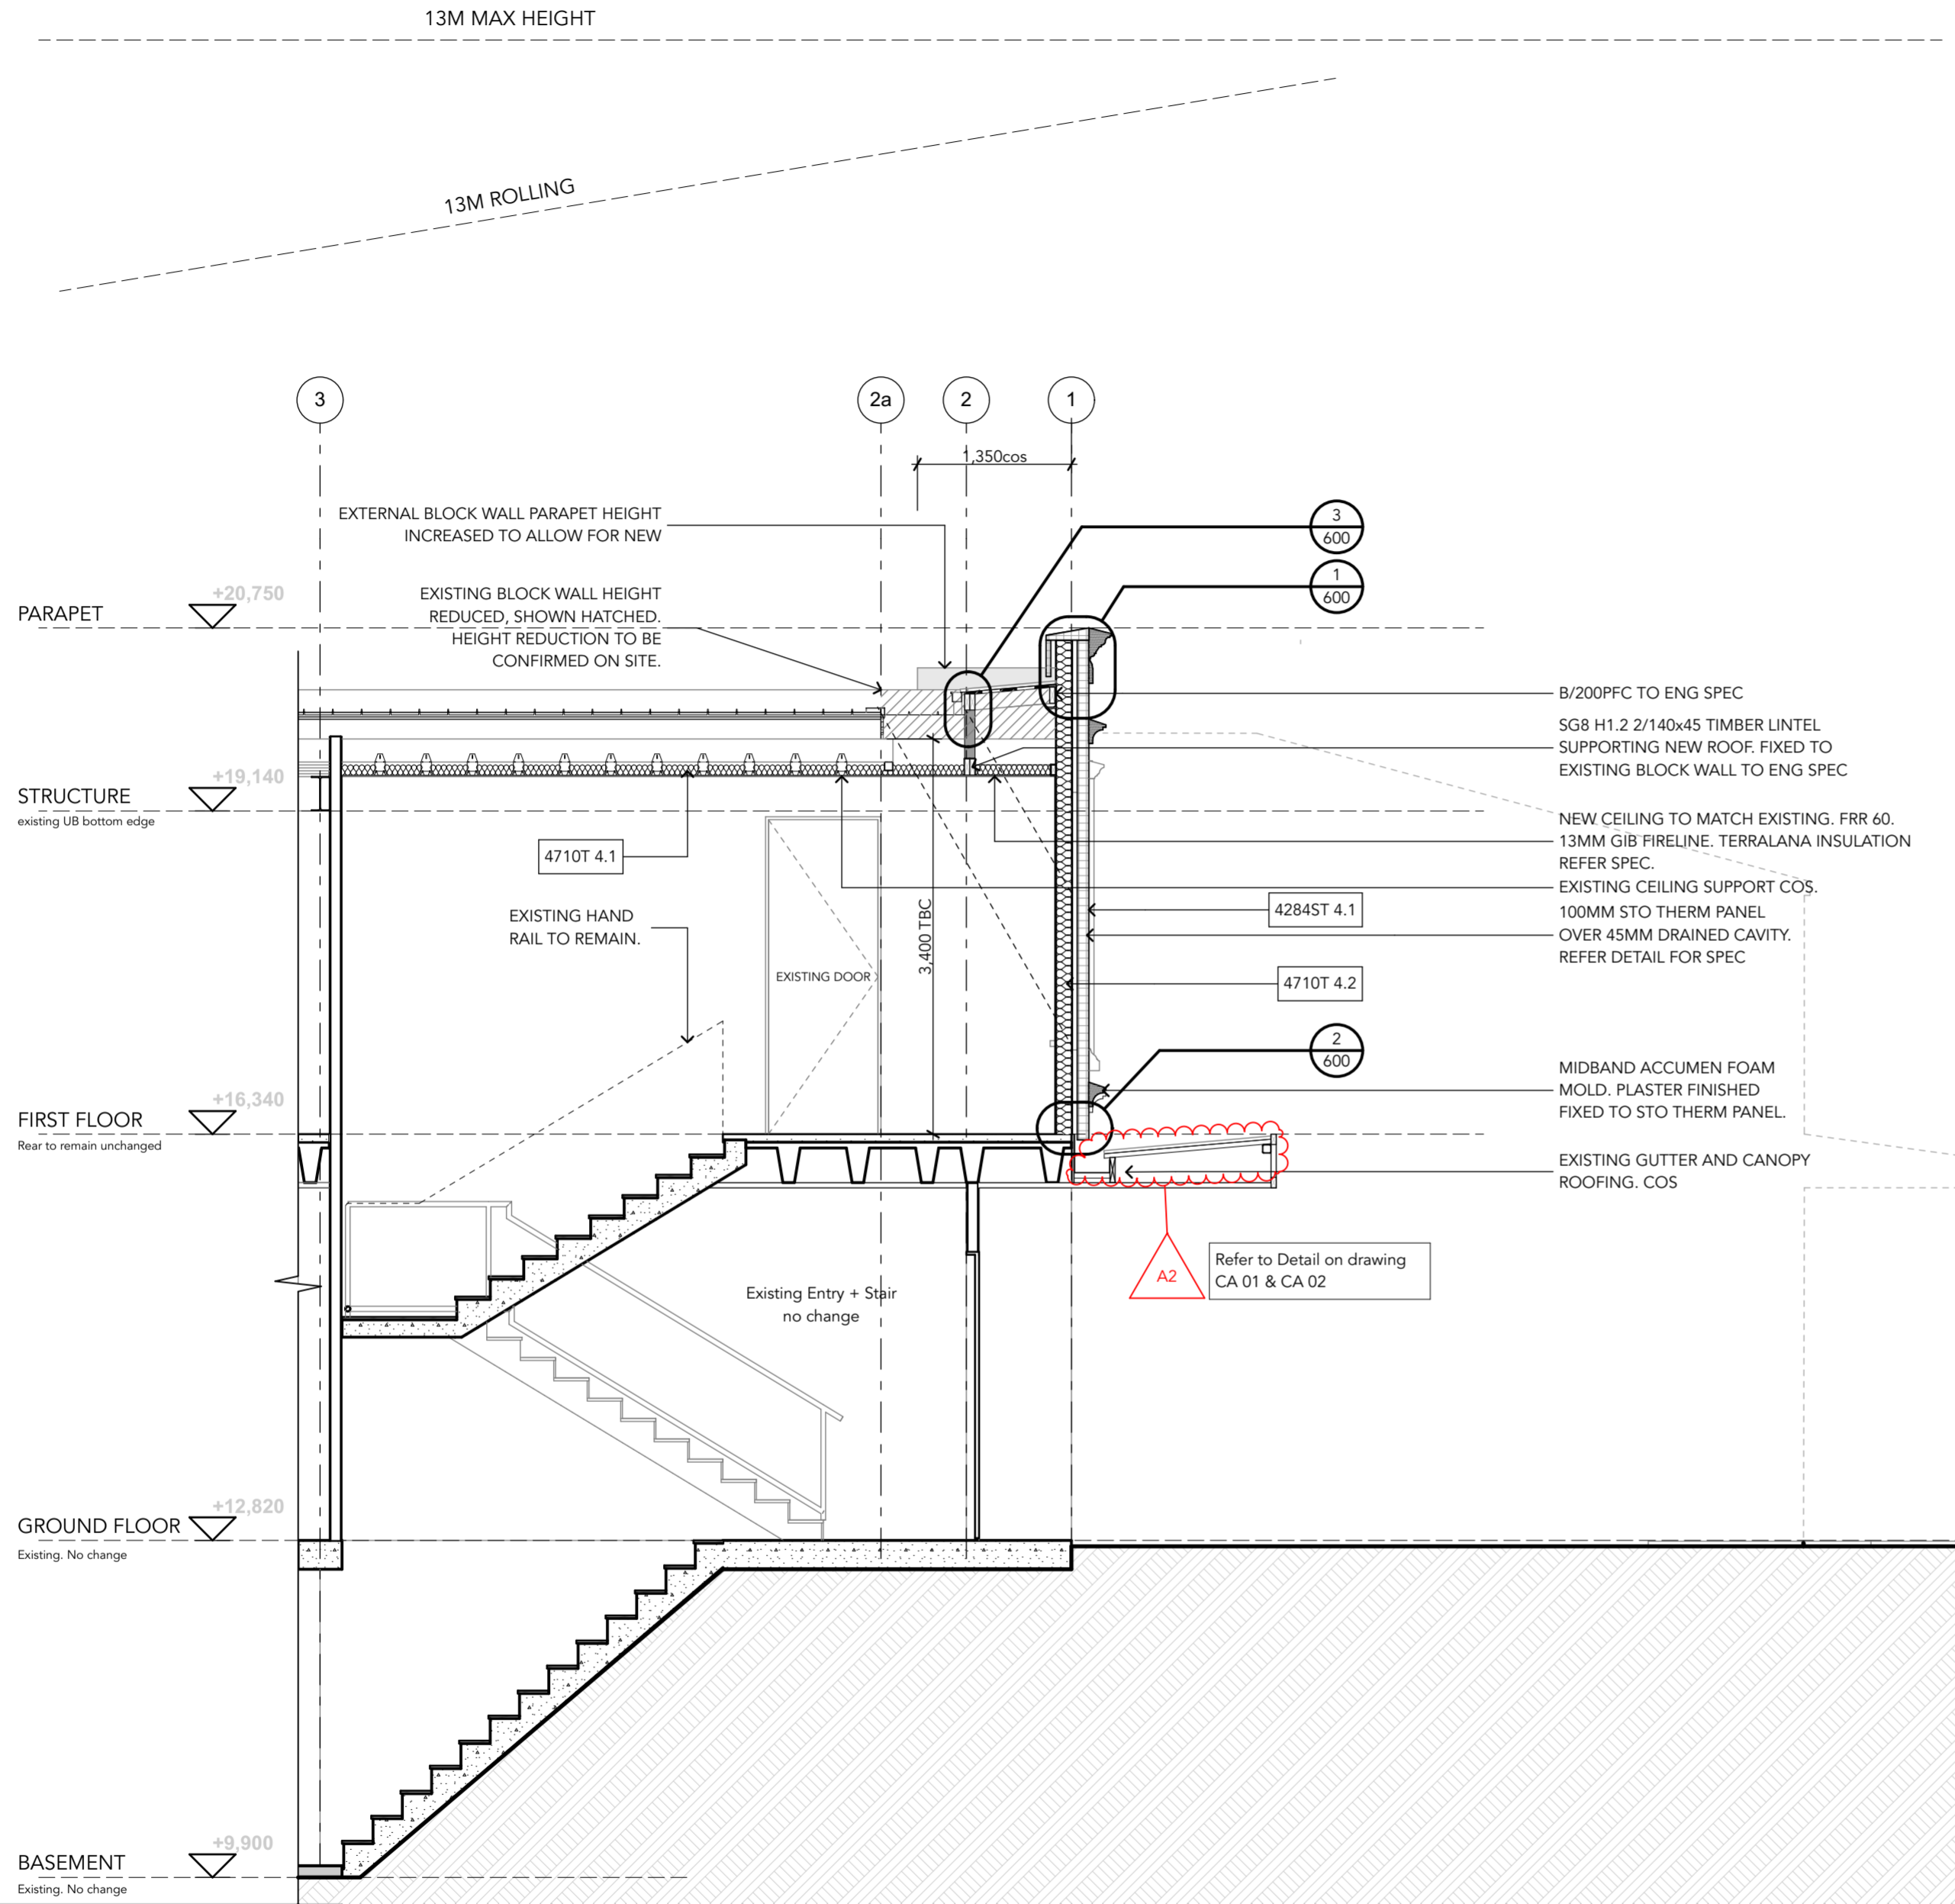 13M MAX HEIGHT
13M ROLLING
3
2a
2
1
1,350cos
EXTERNAL BLOCK WALL PARAPET HEIGHT
INCREASED TO ALLOW FOR NEW
3
600
1
600
+20,750
PARAPET
EXISTING BLOCK WALL HEIGHT
REDUCED, SHOWN HATCHED.
HEIGHT REDUCTION TO BE
CONFIRMED ON SITE.
B/200PFC TO ENG SPEC
SG8 H1.2 2/140x45 TIMBER LINTEL
SUPPORTING NEW ROOF. FIXED TO
EXISTING BLOCK WALL TO ENG SPEC
+19,140
STRUCTURE
existing UB bottom edge
NEW CEILING TO MATCH EXISTING. FRR 60.
13MM GIB FIRELINE. TERRALANA INSULATION
REFER SPEC.
4710T 4.1
EXISTING CEILING SUPPORT COS.
EXISTING HAND
RAIL TO REMAIN.
4284ST 4.1
100MM STO THERM PANEL
OVER 45MM DRAINED CAVITY.
REFER DETAIL FOR SPEC
3,400 TBC
EXISTING DOOR
4710T 4.2
2
600
MIDBAND ACCUMEN FOAM
MOLD. PLASTER FINISHED
FIXED TO STO THERM PANEL.
+16,340
FIRST FLOOR
Rear to remain unchanged
EXISTING GUTTER AND CANOPY
ROOFING. COS
A2
Refer to Detail on drawing
CA 01 & CA 02
Existing Entry + Stair
no change
+12,820
GROUND FLOOR
Existing. No change
+9,900
BASEMENT
Existing. No change